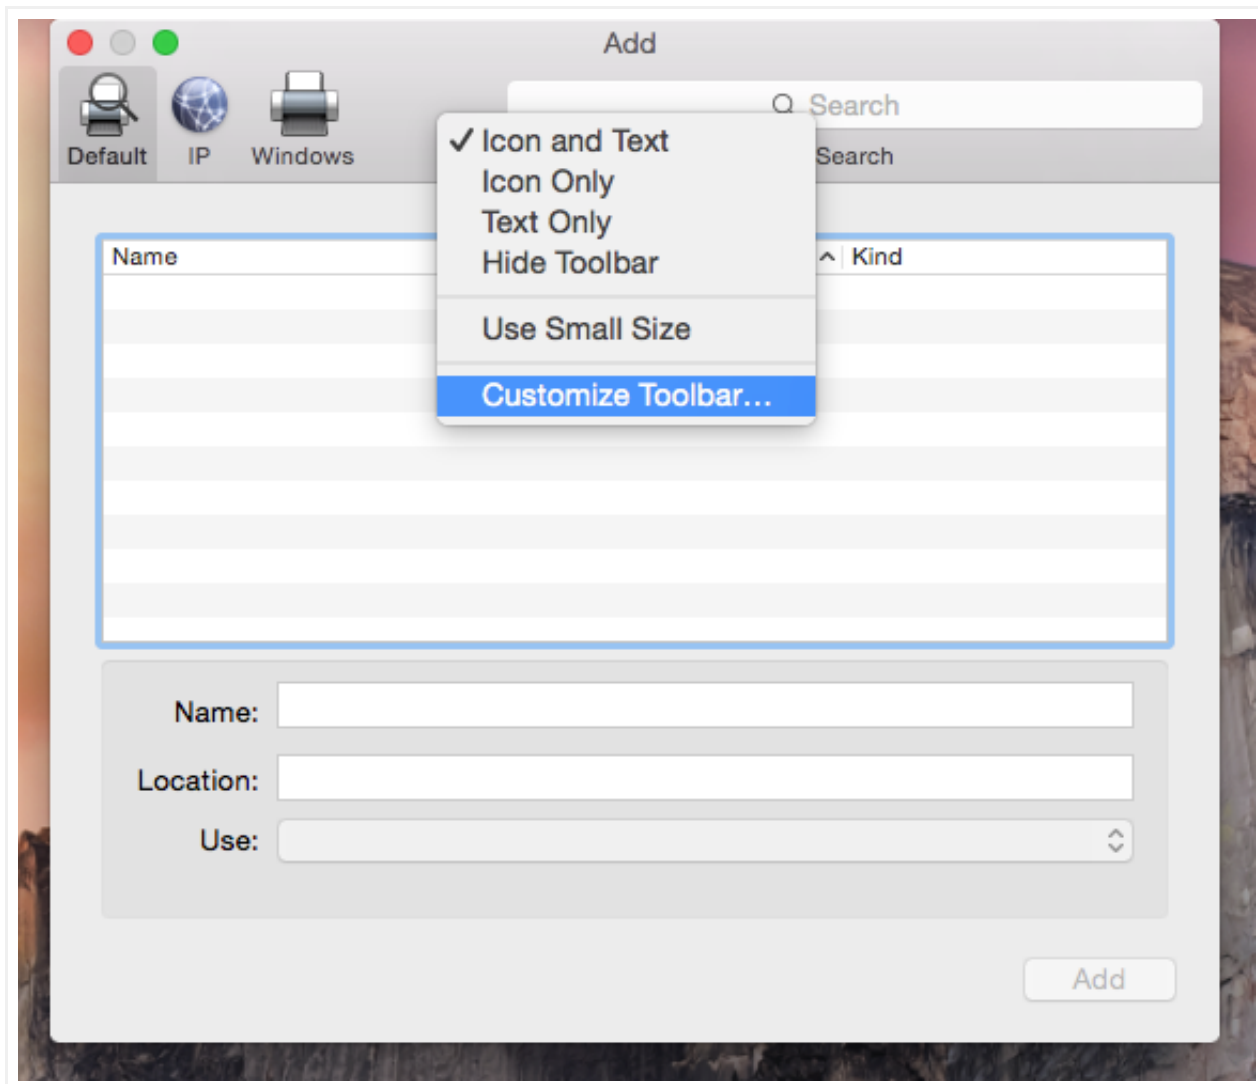 Add
Search
Default IP Windows
Search
✓ Icon and Text
Icon Only
Text Only
Hide Toolbar
Use Small Size
Customize Toolbar...
Name
Kind
Name:
Location:
Use:
Add